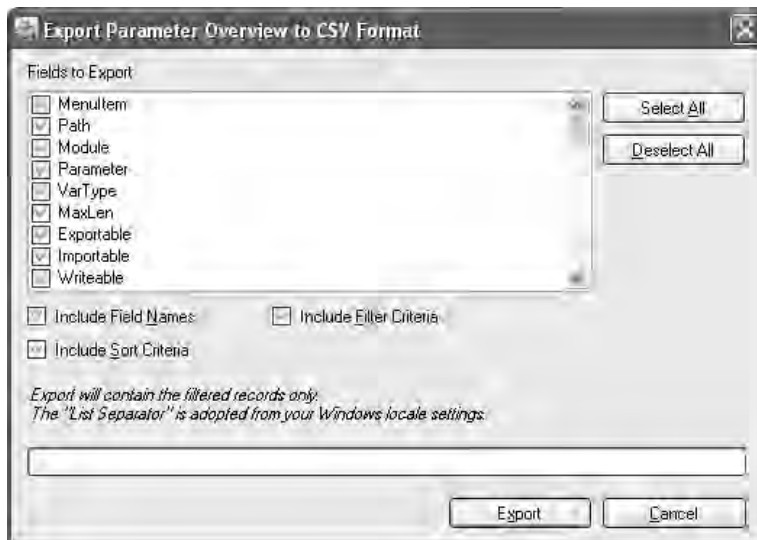 Export Parameter Overview to CSV Format
Fields to Export
MenuItem
Path
Module
Parameter
VarType
MaxLen
Exportable
Importable
Writeable
Select All
Deselect All
Include Field Names
Include Filter Criteria
Include Sort Criteria
Export will contain the filtered records only.
The "List Separator" is adopted from your Windows locale settings.
Export
Cancel